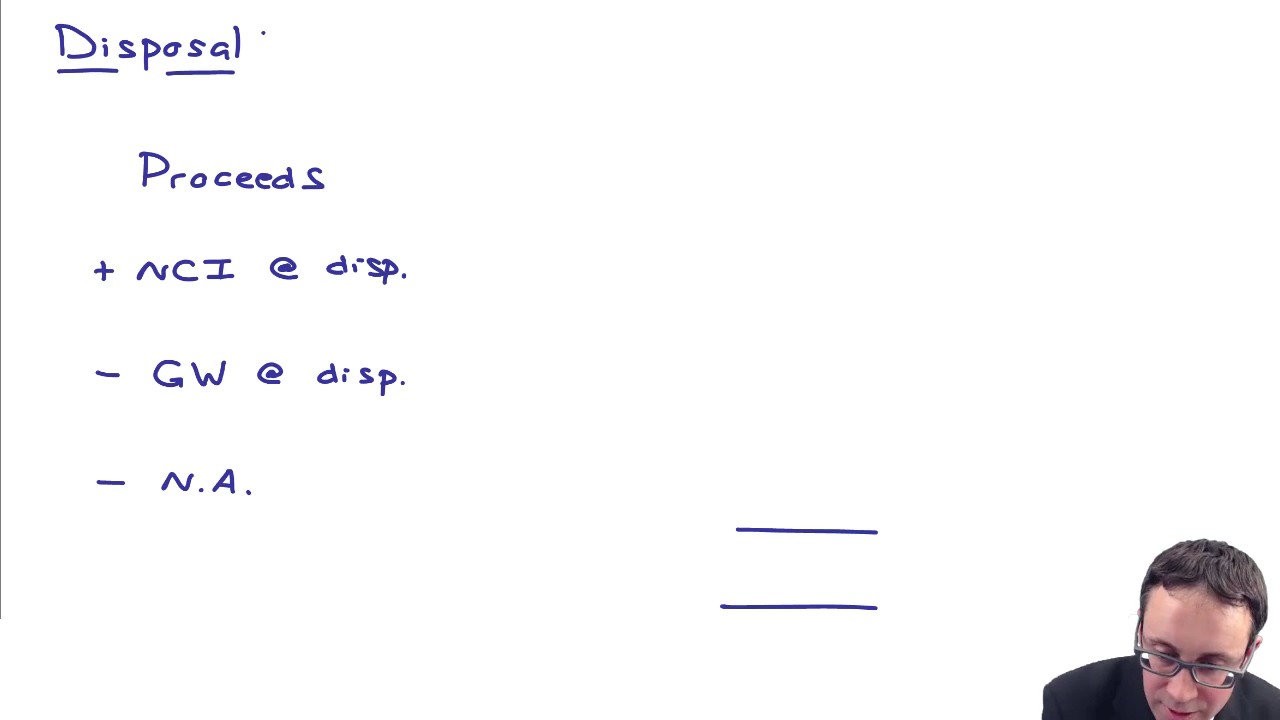 Disposal
Proceeds
+ NCI @ disp.
- GW @ disp.
- N.A.